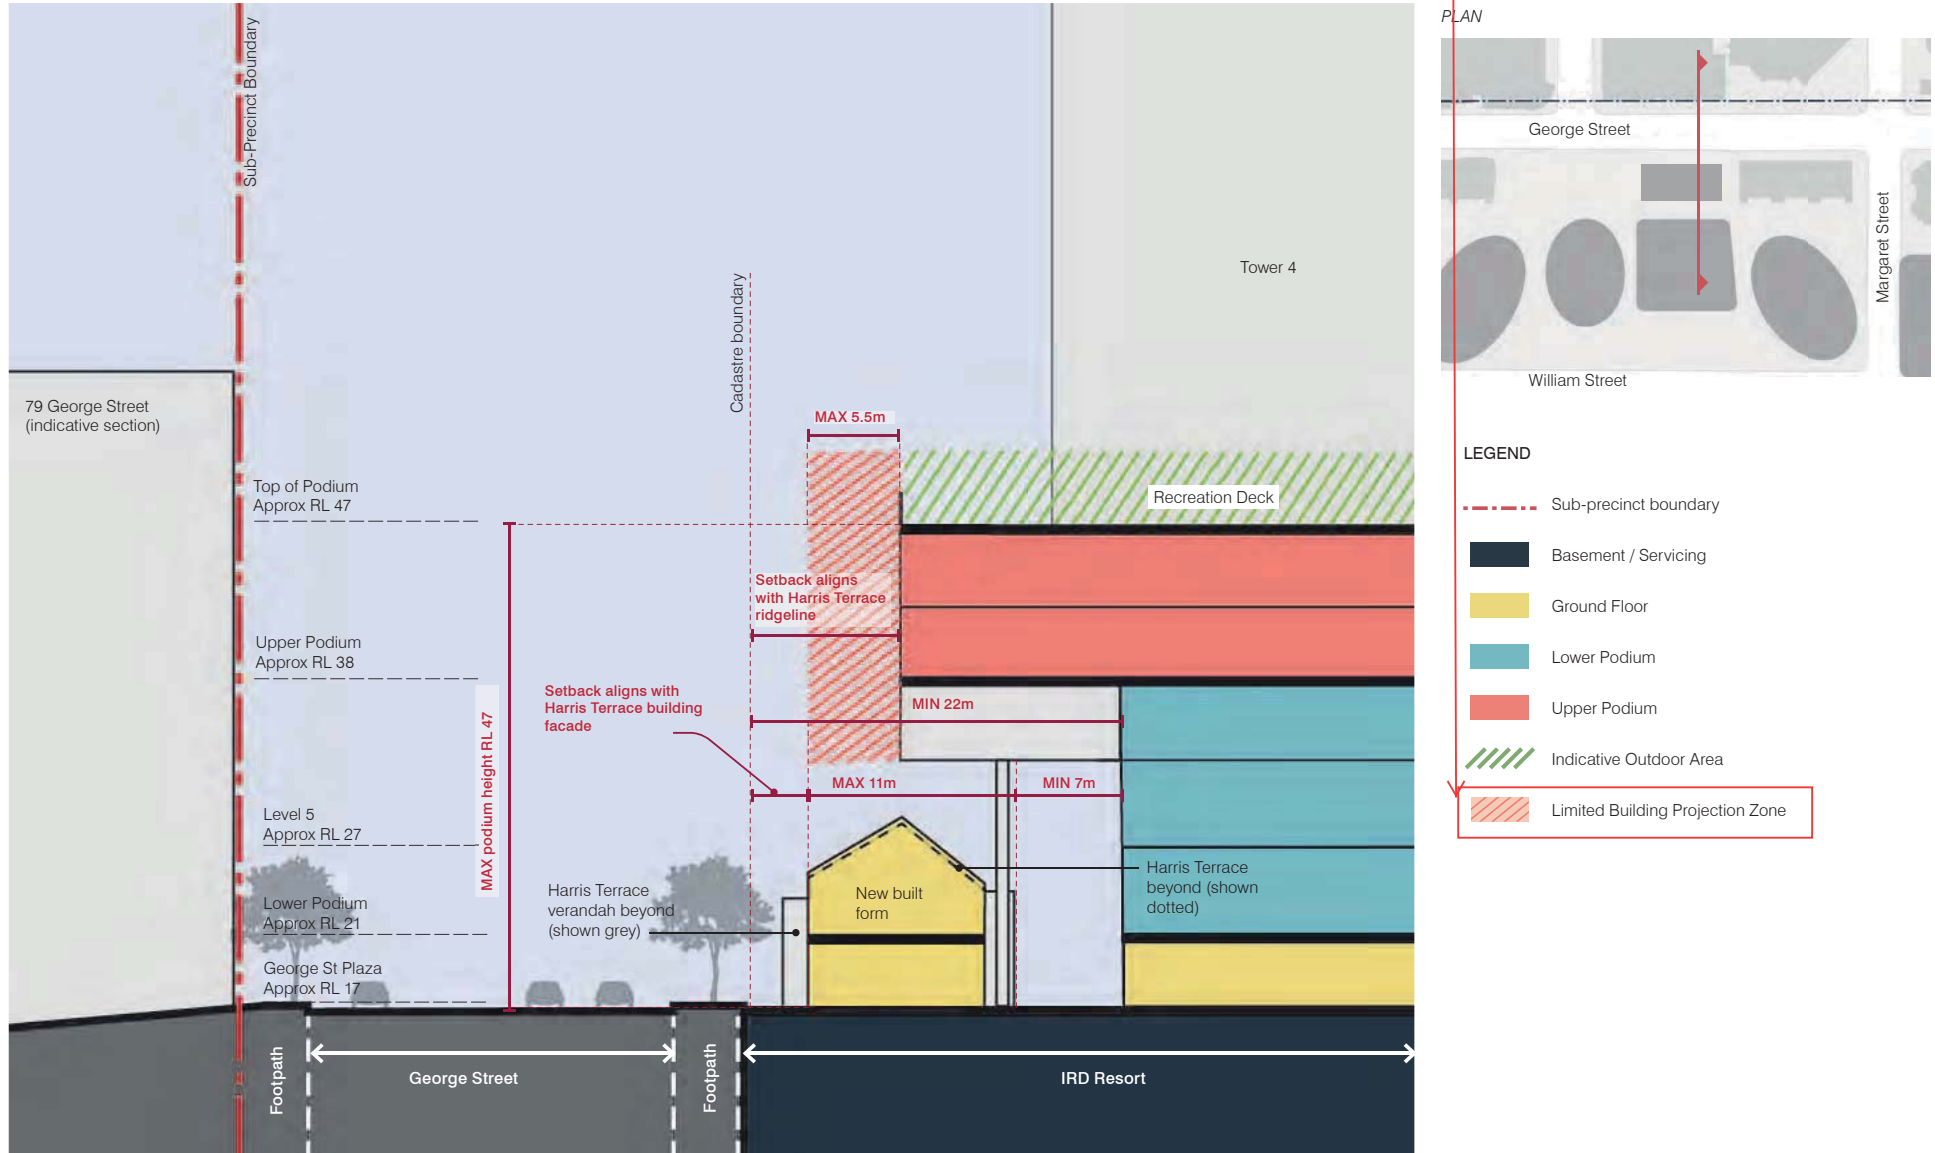 Sub-Precinct Boundary
79 George Street
(indicative section)
Top of Podium
Approx RL 47
Upper Podium
Approx RL 38
Level 5
Approx RL 27
Lower Podium
Approx RL 21
George St Plaza
Approx RL 17
MAX podium height RL 47
Cadastre boundary
MAX 5.5m
Tower 4
Recreation Deck
Setback aligns
with Harris Terrace
ridgeline
Setback aligns with
Harris Terrace building
facade
MIN 22m
MAX 11m
MIN 7m
Harris Terrace
verandah beyond
(shown grey)
New built
form
Harris Terrace
beyond (shown
dotted)
Footpath
George Street
Footpath
IRD Resort
PLAN
George Street
Margaret Street
William Street
LEGEND
Sub-precinct boundary
Basement / Servicing
Ground Floor
Lower Podium
Upper Podium
Indicative Outdoor Area
Limited Building Projection Zone